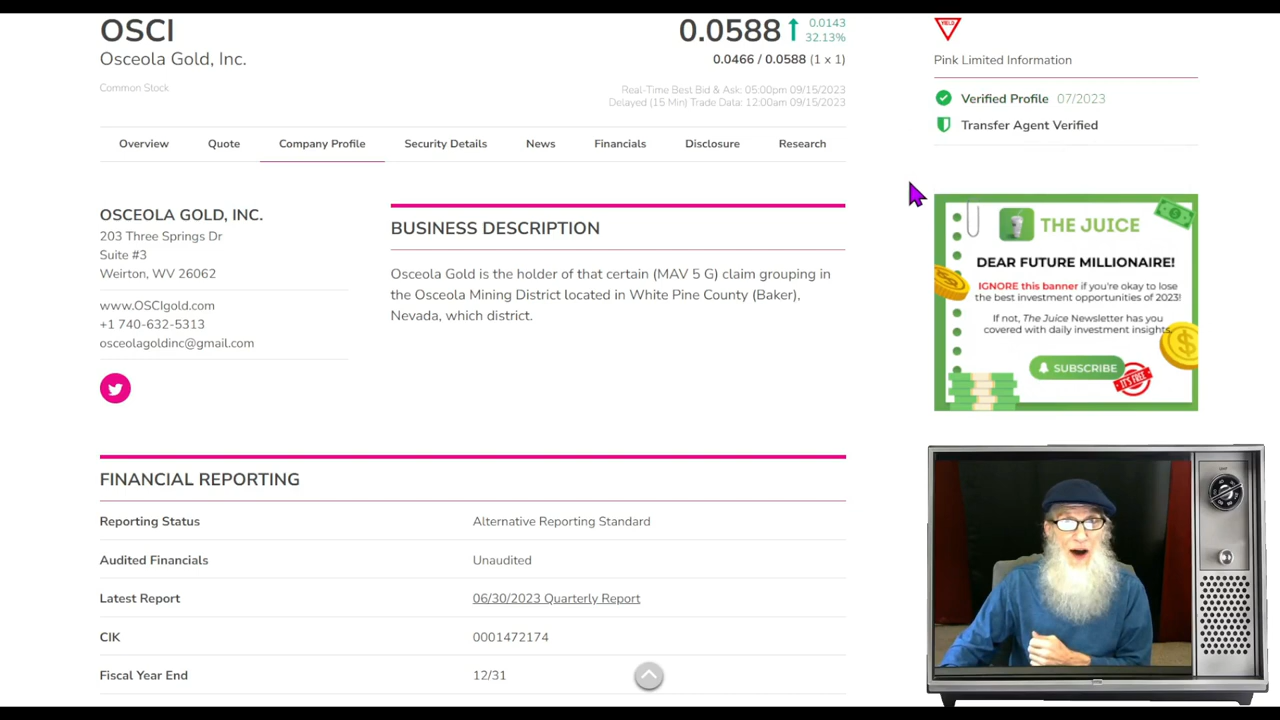 OSCI
Osceola Gold, Inc.
Common Stock
0.0588
0.0143
32.13%
0.0466 / 0.0588 (1 x 1)
Real-Time Best Bid & Ask: 05:00pm 09/15/2023
Delayed (15 Min) Trade Data: 12:00am 09/15/2023
YIELD
Pink Limited Information
Verified Profile 07/2023
Transfer Agent Verified
Overview Quote Company Profile Security Details News Financials Disclosure Research
OSCEOLA GOLD, INC.
203 Three Springs Dr
Suite #3
Weirton, WV 26062
www.OSCIgold.com
+1 740-632-5313
osceolagoldinc@gmail.com
BUSINESS DESCRIPTION
Osceola Gold is the holder of that certain (MAV 5 G) claim grouping in
the Osceola Mining District located in White Pine County (Baker),
Nevada, which district.
THE JUICE
DEAR FUTURE MILLIONAIRE!
IGNORE this banner if you're okay to lose
the best investment opportunities of 2023!
If not, The Juice Newsletter has you
covered with daily investment insights.
SUBSCRIBE
IT'S FREE
FINANCIAL REPORTING
Reporting Status Alternative Reporting Standard
Audited Financials Unaudited
Latest Report 06/30/2023 Quarterly Report
CIK 0001472174
Fiscal Year End 12/31